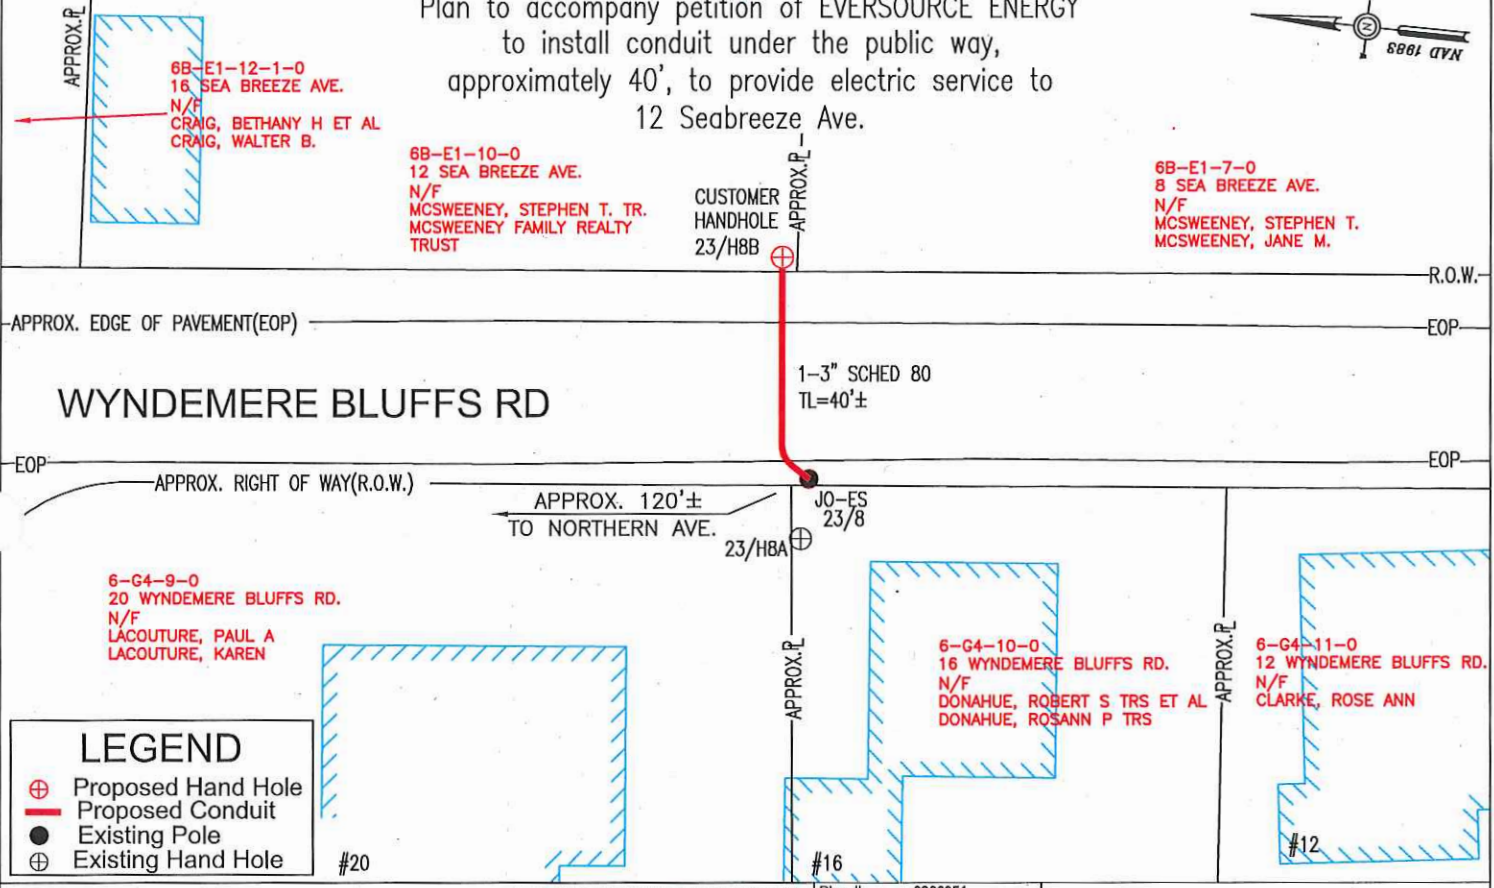 Plan to accompany petition of EVERSOURCE ENERGY
to install conduit under the public way,
approximately 40', to provide electric service to
12 Seabreeze Ave.
NAD 1983
N
APPROX. PL
6B-E1-12-1-0
16 SEA BREEZE AVE.
N/F
CRAIG, BETHANY H ET AL
CRAIG, WALTER B.
6B-E1-10-0
12 SEA BREEZE AVE.
N/F
MCSWEENEY, STEPHEN T. TR.
MCSWEENEY FAMILY REALTY
TRUST
CUSTOMER
HANDHOLE
23/H8B
APPROX. PL
6B-E1-7-0
8 SEA BREEZE AVE.
N/F
MCSWEENEY, STEPHEN T.
MCSWEENEY, JANE M.
R.O.W.
APPROX. EDGE OF PAVEMENT(EOP)
EOP
1-3" SCHED 80
TL=40'±
WYNDEMERE BLUFFS RD
EOP
EOP
APPROX. RIGHT OF WAY(R.O.W.)
APPROX. 120'±
TO NORTHERN AVE.
JO-ES
23/8
23/H8A
6-G4-9-0
20 WYNDEMERE BLUFFS RD.
N/F
LACOUTURE, PAUL A
LACOUTURE, KAREN
APPROX. PL
6-G4-10-0
16 WYNDEMERE BLUFFS RD.
N/F
DONAHUE, ROBERT S TRS ET AL
DONAHUE, ROSANN P TRS
APPROX. PL
6-G4-11-0
12 WYNDEMERE BLUFFS RD.
N/F
CLARKE, ROSE ANN
LEGEND
Proposed Hand Hole
Proposed Conduit
Existing Pole
Existing Hand Hole
#20
#16
#12